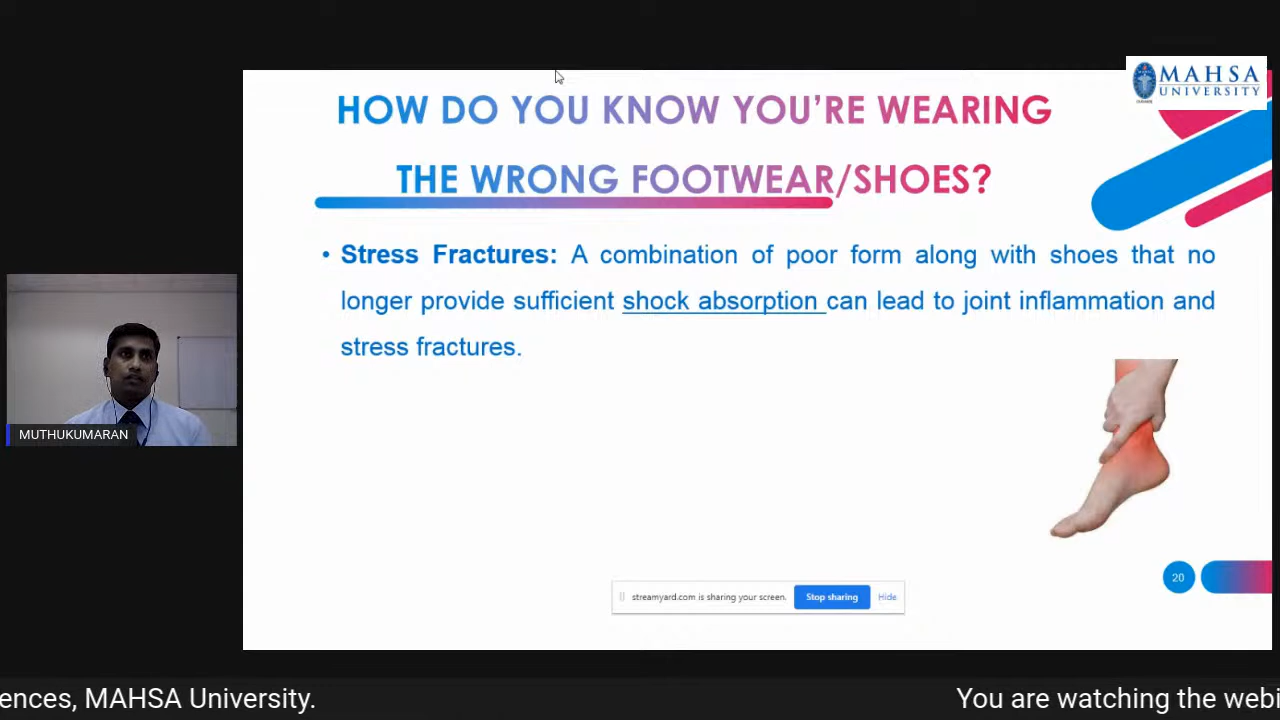 MAHSA
UNIVERSITY
HOW DO YOU KNOW YOU'RE WEARING
THE WRONG FOOTWEAR/SHOES?
• Stress Fractures: A combination of poor form along with shoes that no
longer provide sufficient shock absorption can lead to joint inflammation and
stress fractures.
MUTHUKUMARAN
20
streamyard.com is sharing your screen.
Stop sharing
Hide
ences, MAHSA University.
You are watching the webi